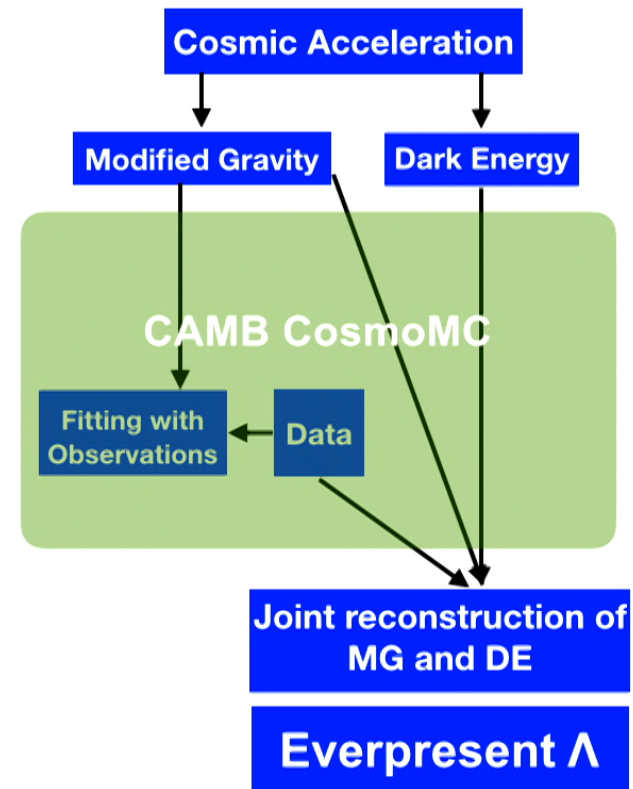 Cosmic Acceleration
Modified Gravity
Dark Energy
CAMB CosmoMC
Fitting with
Observations
Data
Joint reconstruction of
MG and DE
Everpresent Λ